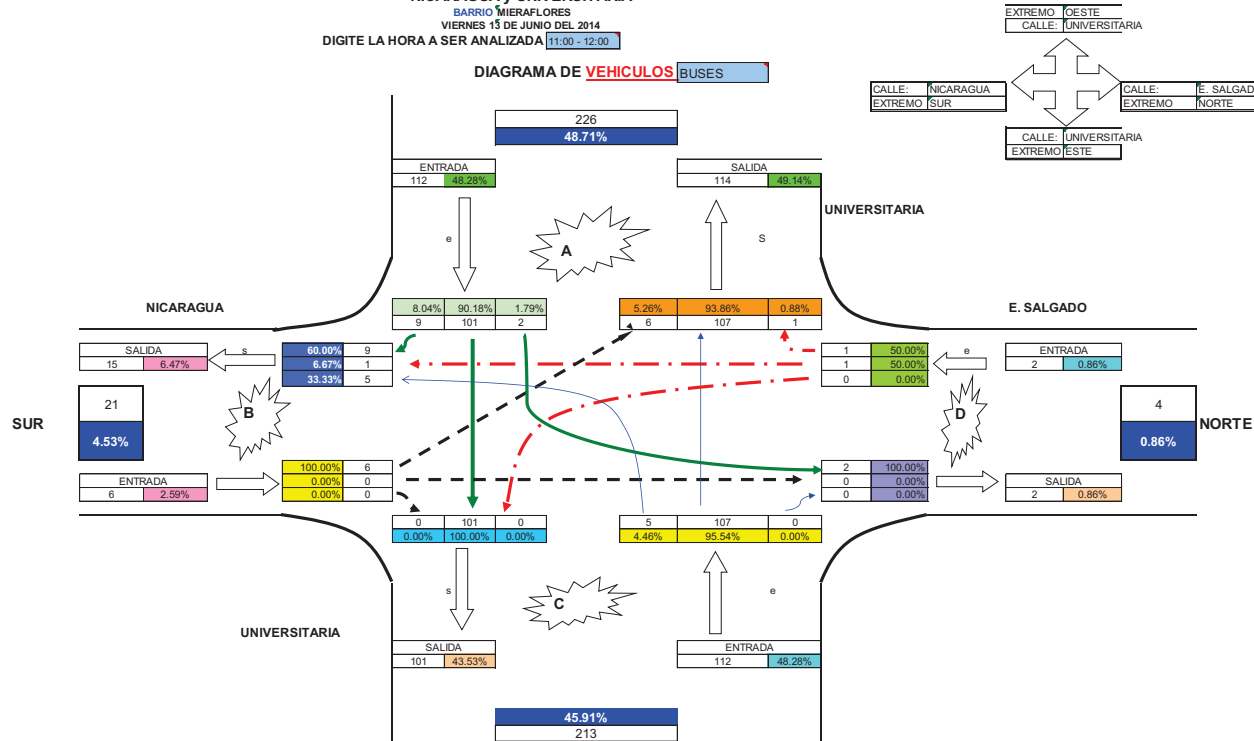 BARRIO MIERAFLORES
VIERNES 13 DE JUNIO DEL 2014
DIGITE LA HORA A SER ANALIZADA 11:00 - 12:00
DIAGRAMA DE VEHICULOS BUSES
EXTREMO OESTE
CALLE: UNIVERSITARIA
CALLE: NICARAGUA
EXTREMO SUR
CALLE: E. SALGADO
EXTREMO NORTE
CALLE: UNIVERSITARIA
EXTREMO ESTE
226
48.71%
ENTRADA
112 48.28%
SALIDA
114 49.14%
UNIVERSITARIA
e
A
S
NICARAGUA
E. SALGADO
8.04% 90.18% 1.79%
9 101 2
5.26% 93.86% 0.88%
6 107 1
SALIDA
15 6.47%
s
60.00% 9
6.67% 1
33.33% 5
1 50.00%
1 50.00%
0 0.00%
e
ENTRADA
2 0.86%
SUR
21
4.53%
B
D
4
0.86%
NORTE
ENTRADA
6 2.59%
100.00% 6
0.00% 0
0.00% 0
2 100.00%
0 0.00%
0 0.00%
SALIDA
2 0.86%
0 101 0
0.00% 100.00% 0.00%
5 107 0
4.46% 95.54% 0.00%
s
C
e
UNIVERSITARIA
SALIDA
101 43.53%
ENTRADA
112 48.28%
45.91%
213